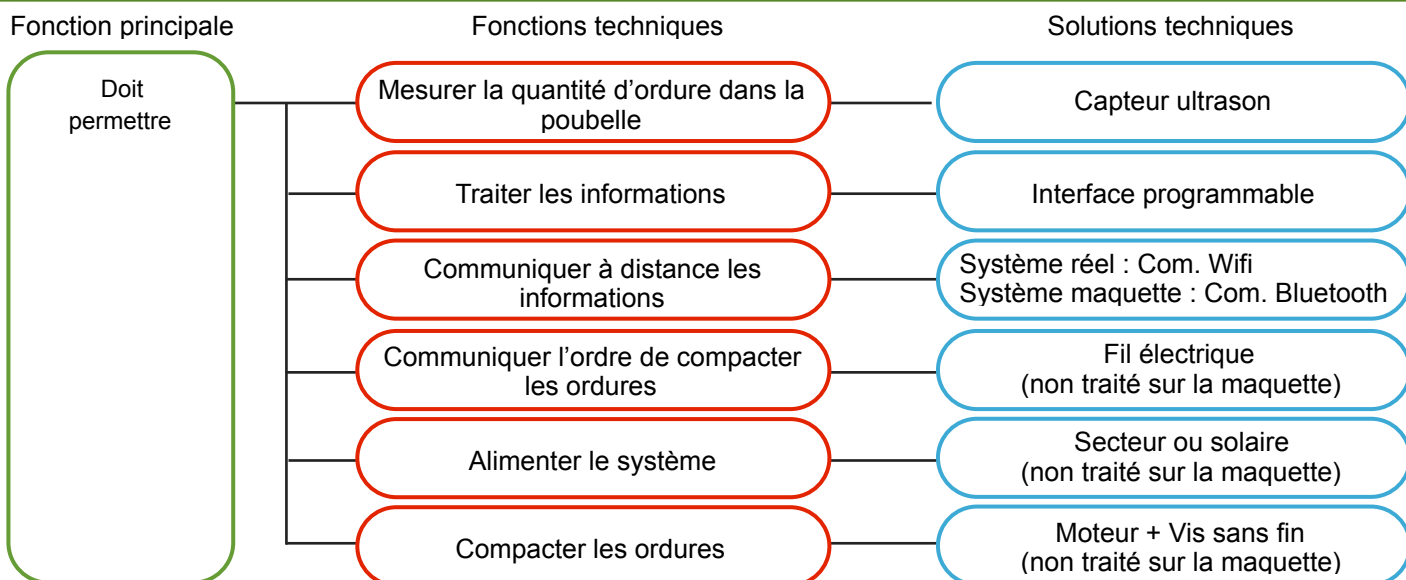 Fonction principale
Fonctions techniques
Solutions techniques
Doit
permettre
Mesurer la quantité d’ordure dans la
poubelle
Capteur ultrason
Traiter les informations
Interface programmable
Communiquer à distance les
informations
Système réel : Com. Wifi
Système maquette : Com. Bluetooth
Communiquer l’ordre de compacter
les ordures
Fil électrique
(non traité sur la maquette)
Alimenter le système
Secteur ou solaire
(non traité sur la maquette)
Compacter les ordures
Moteur + Vis sans fin
(non traité sur la maquette)